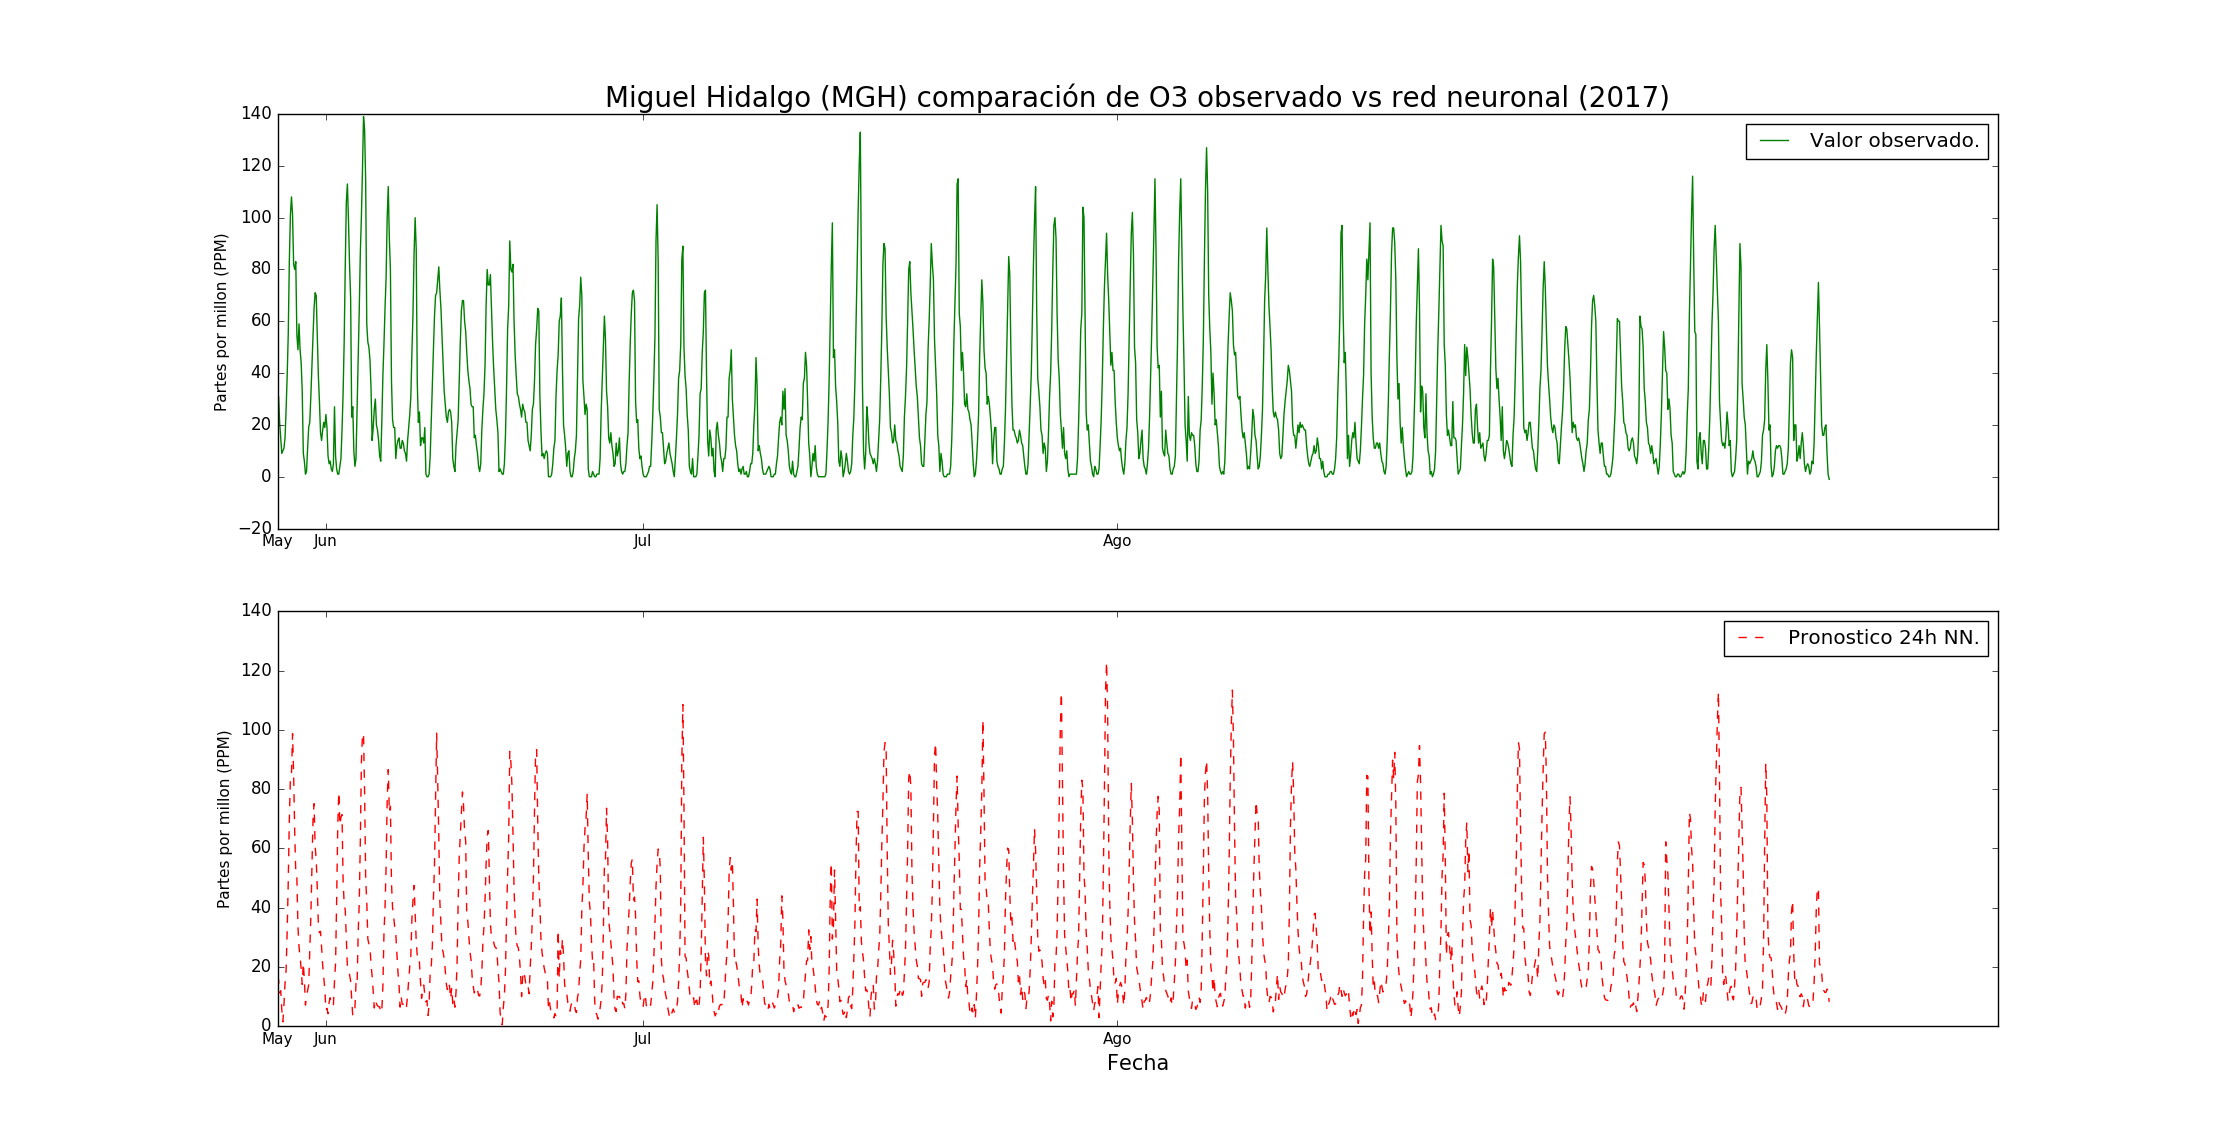 Miguel Hidalgo (MGH) comparación de O3 observado vs red neuronal (2017)
140
120
100
80
60
40
20
0
−20
Partes por millon (PPM)
Valor observado.
May Jun Jul Ago
140
120
100
80
60
40
20
0
Partes por millon (PPM)
Pronostico 24h NN.
May Jun Jul Ago
Fecha